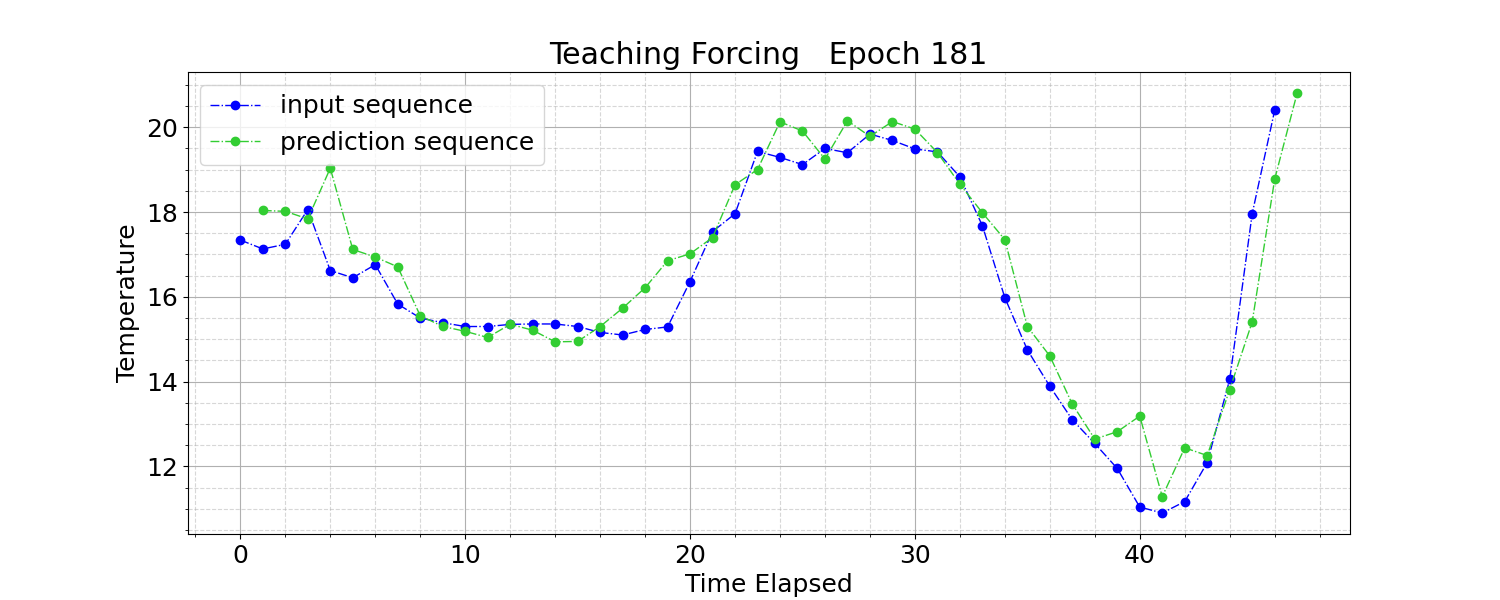 Teaching Forcing   Epoch 181
input sequence
prediction sequence
Temperature
20
18
16
14
12
0 10 20 30 40
Time Elapsed